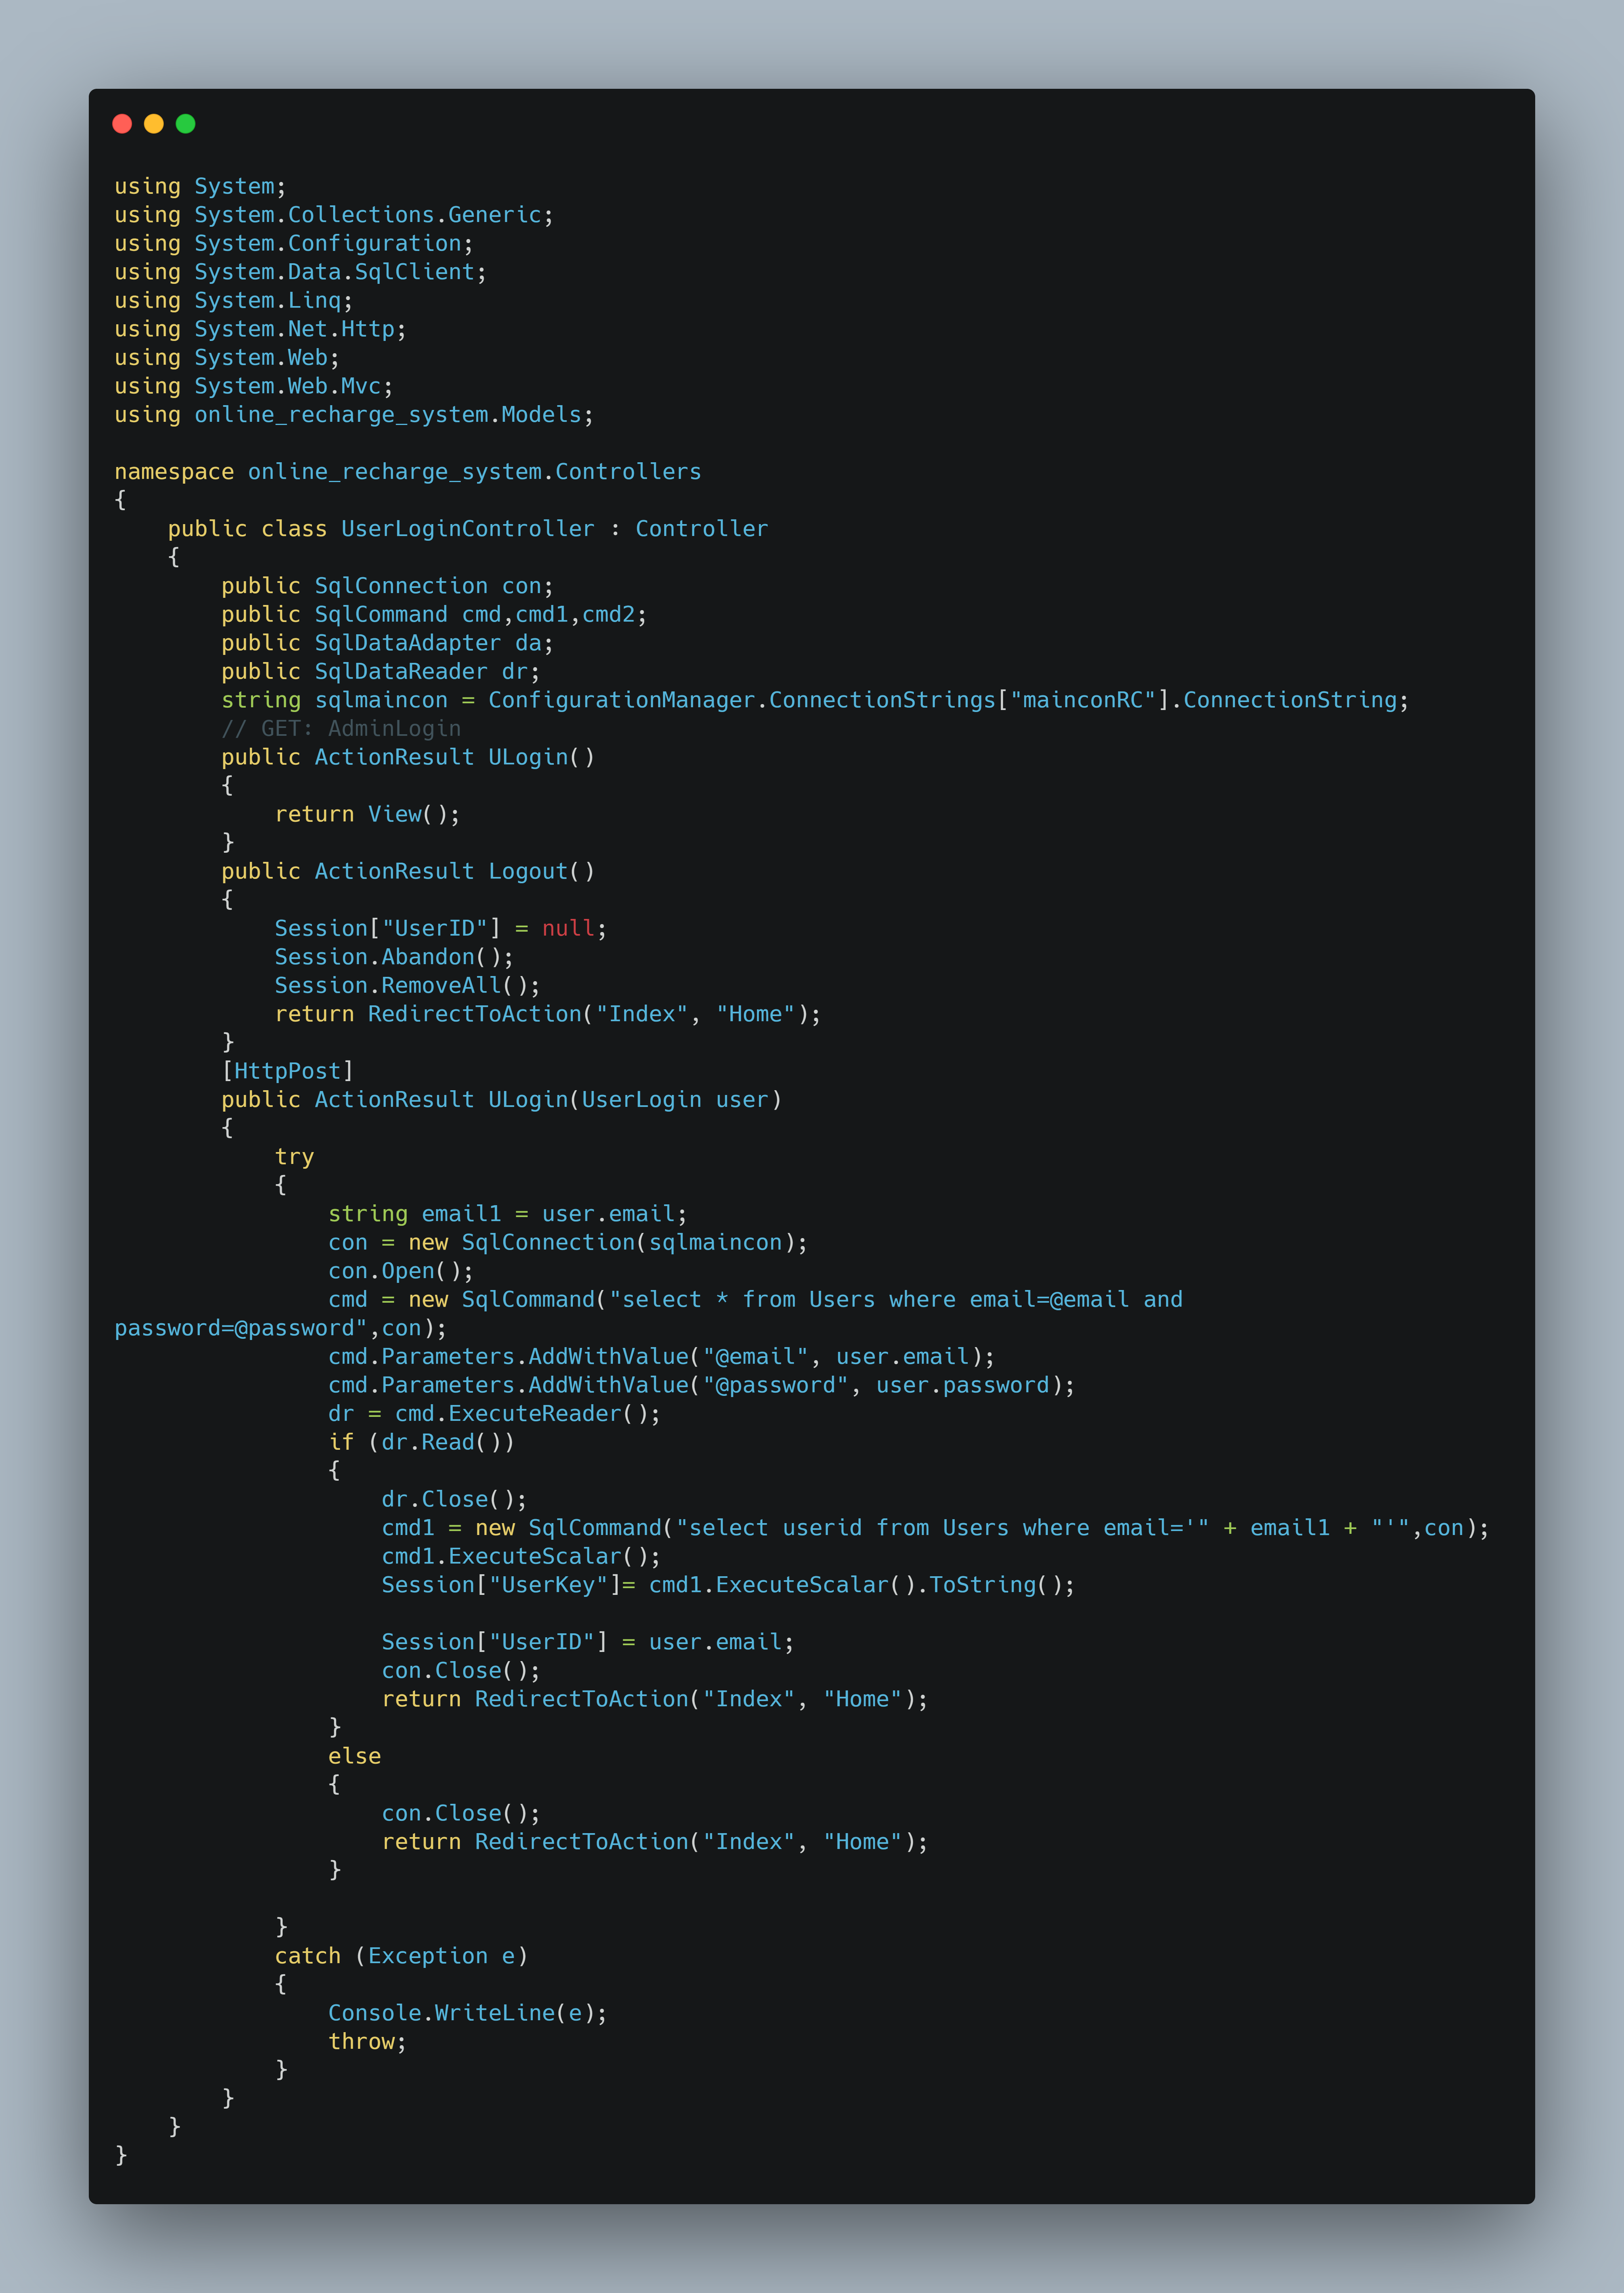 using System;
using System.Collections.Generic;
using System.Configuration;
using System.Data.SqlClient;
using System.Linq;
using System.Net.Http;
using System.Web;
using System.Web.Mvc;
using online_recharge_system.Models;

namespace online_recharge_system.Controllers
{
    public class UserLoginController : Controller
    {
        public SqlConnection con;
        public SqlCommand cmd,cmd1,cmd2;
        public SqlDataAdapter da;
        public SqlDataReader dr;
        string sqlmaincon = ConfigurationManager.ConnectionStrings["mainconRC"].ConnectionString;
        // GET: AdminLogin
        public ActionResult ULogin()
        {
            return View();
        }
        public ActionResult Logout()
        {
            Session["UserID"] = null;
            Session.Abandon();
            Session.RemoveAll();
            return RedirectToAction("Index", "Home");
        }
        [HttpPost]
        public ActionResult ULogin(UserLogin user)
        {
            try
            {
                string email1 = user.email;
                con = new SqlConnection(sqlmaincon);
                con.Open();
                cmd = new SqlCommand("select * from Users where email=@email and
password=@password",con);
                cmd.Parameters.AddWithValue("@email", user.email);
                cmd.Parameters.AddWithValue("@password", user.password);
                dr = cmd.ExecuteReader();
                if (dr.Read())
                {
                    dr.Close();
                    cmd1 = new SqlCommand("select userid from Users where email='" + email1 + "'",con);
                    cmd1.ExecuteScalar();
                    Session["UserKey"]= cmd1.ExecuteScalar().ToString();

                    Session["UserID"] = user.email;
                    con.Close();
                    return RedirectToAction("Index", "Home");
                }
                else
                {
                    con.Close();
                    return RedirectToAction("Index", "Home");
                }

            }
            catch (Exception e)
            {
                Console.WriteLine(e);
                throw;
            }
        }
    }
}